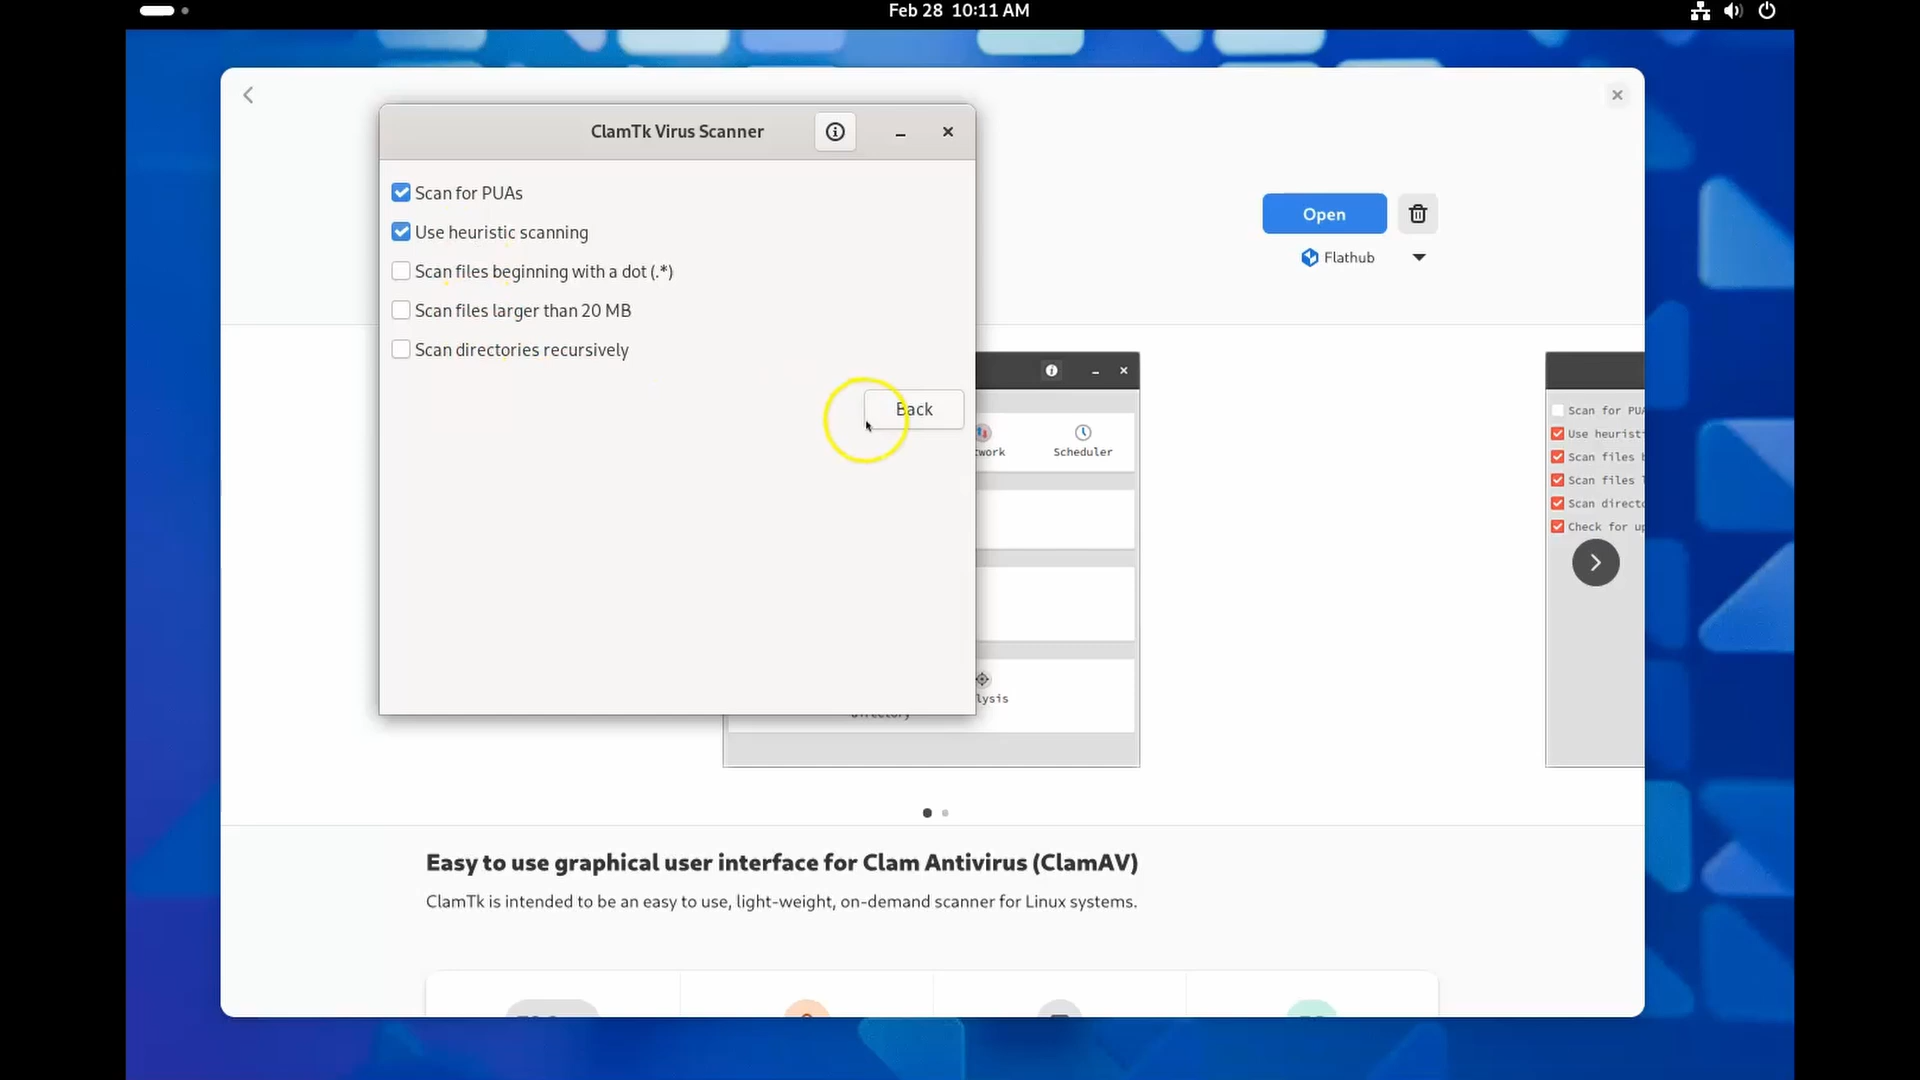 Feb 28 10:11 AM
ClamTk Virus Scanner
Scan for PUAs
Use heuristic scanning
Scan files beginning with a dot (.*)
Scan files larger than 20 MB
Scan directories recursively
Back
Open
Flathub
Scheduler
Scan for
Use
Scan files
Scan files
Scan
Check for
Easy to use graphical user interface for Clam Antivirus (ClamAV)
ClamTk is intended to be an easy to use, light-weight, on-demand scanner for Linux systems.